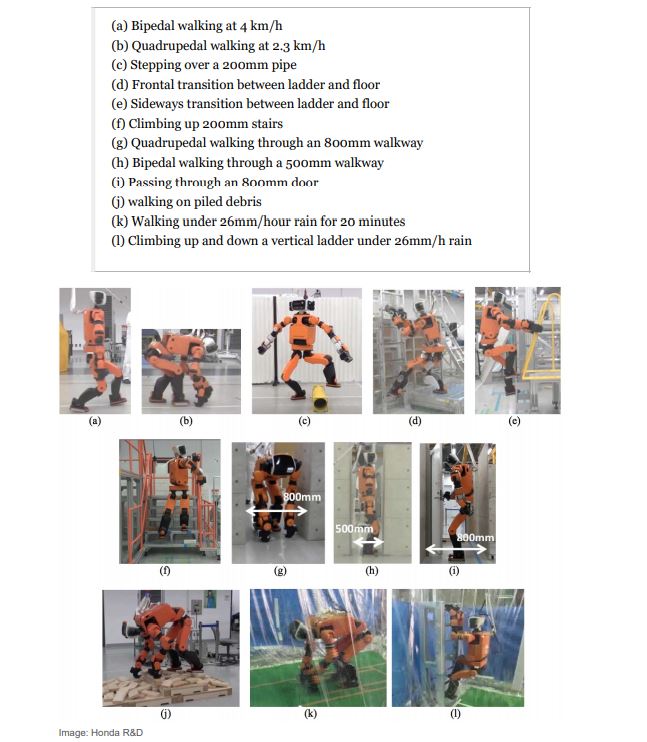 (a) Bipedal walking at 4 km/h
(b) Quadrupedal walking at 2.3 km/h
(c) Stepping over a 200mm pipe
(d) Frontal transition between ladder and floor
(e) Sideways transition between ladder and floor
(f) Climbing up 200mm stairs
(g) Quadrupedal walking through an 800mm walkway
(h) Bipedal walking through a 500mm walkway
(i) Passing through an 800mm door
(j) walking on piled debris
(k) Walking under 26mm/hour rain for 20 minutes
(l) Climbing up and down a vertical ladder under 26mm/h rain
(a) (b) (c) (d) (e)
800mm
500mm
800mm
(f) (g) (h) (i)
(j) (k) (l)
Image: Honda R&D